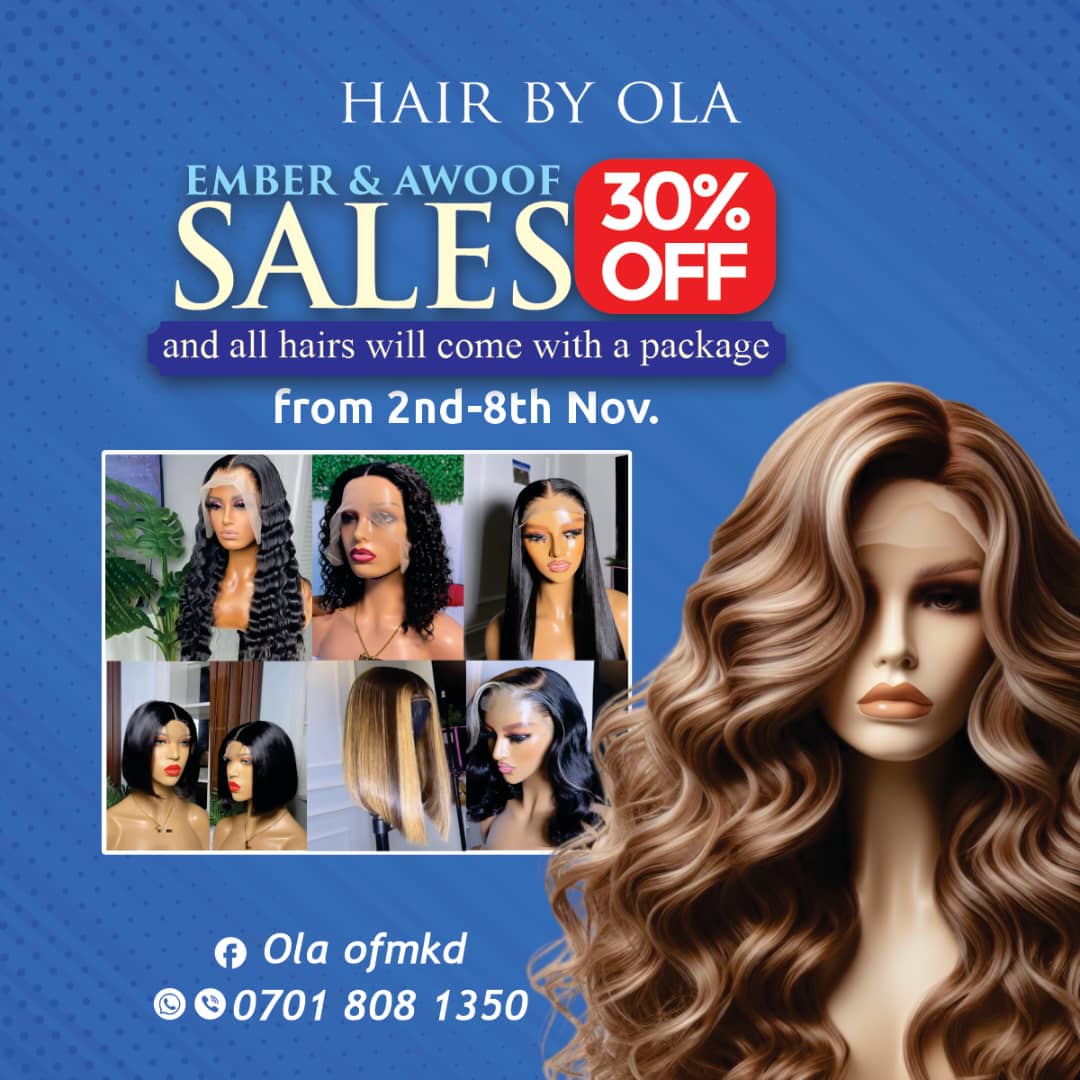 HAIR BY OLA
EMBER & AWOOF
SALES
30%
OFF
and all hairs will come with a package
from 2nd-8th Nov.
Ola ofmkd
0701 808 1350